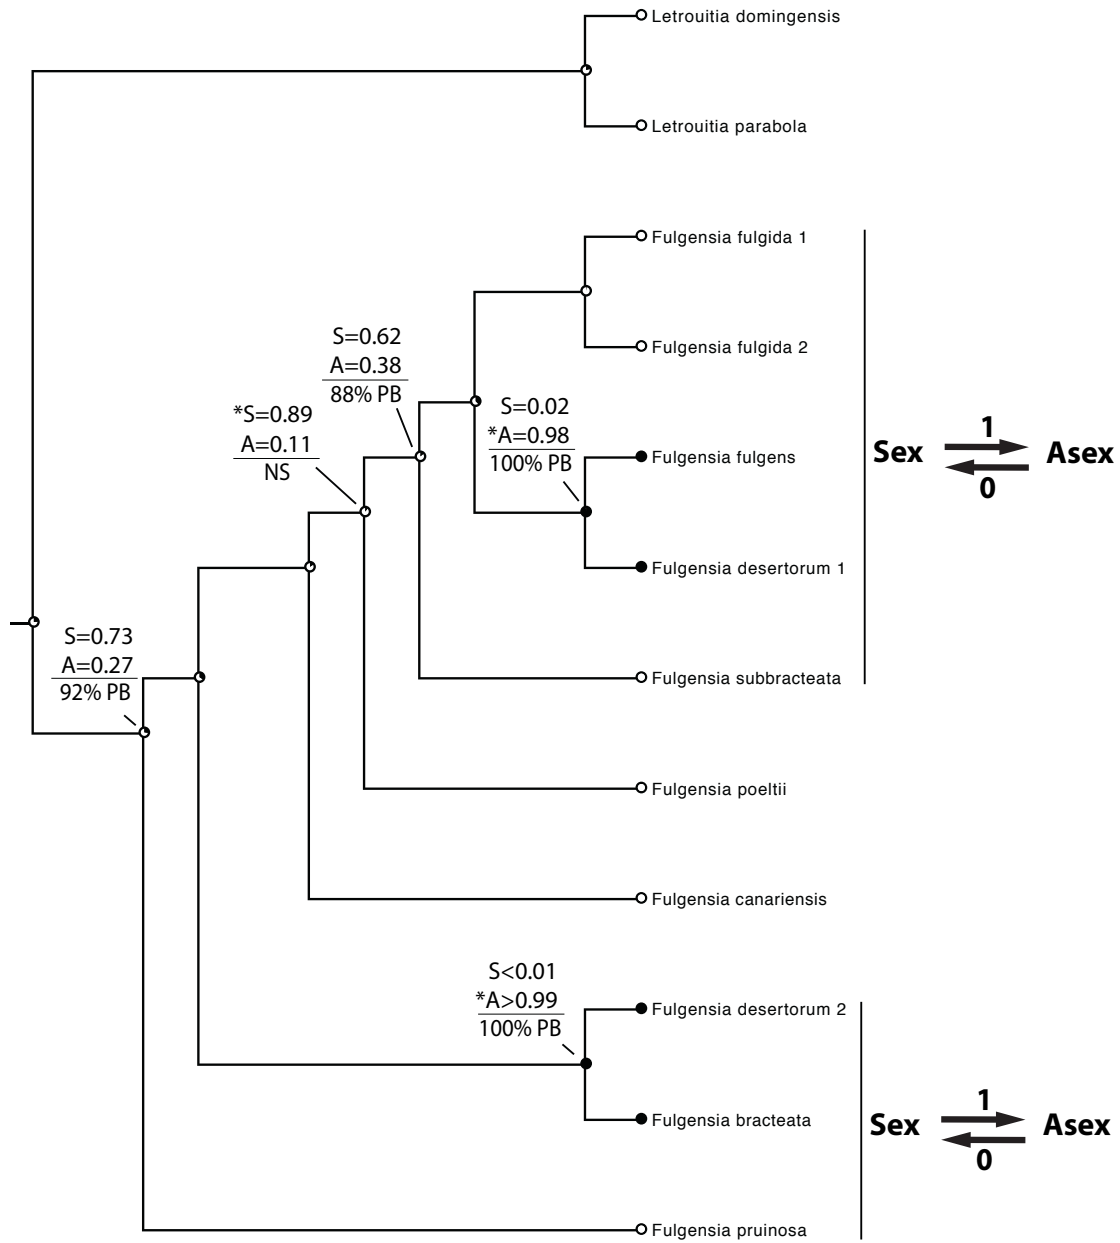 Letrouitia domingensis
Letrouitia parabola
Fulgensia fulgida 1
Fulgensia fulgida 2
S=0.62
A=0.38
88% PB
S=0.02
*A=0.98
100% PB
*S=0.89
A=0.11
NS
Fulgensia fulgens
Sex 1 Asex
0
Fulgensia desertorum 1
S=0.73
A=0.27
92% PB
Fulgensia subbracteata
Fulgensia poeltii
Fulgensia canariensis
S<0.01
*A>0.99
100% PB
Fulgensia desertorum 2
Fulgensia bracteata
Sex 1 Asex
0
Fulgensia pruinosa